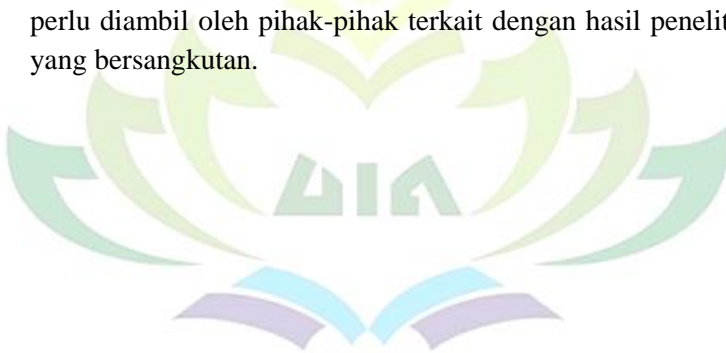 perlu diambil oleh pihak-pihak terkait dengan hasil penelit
yang bersangkutan.